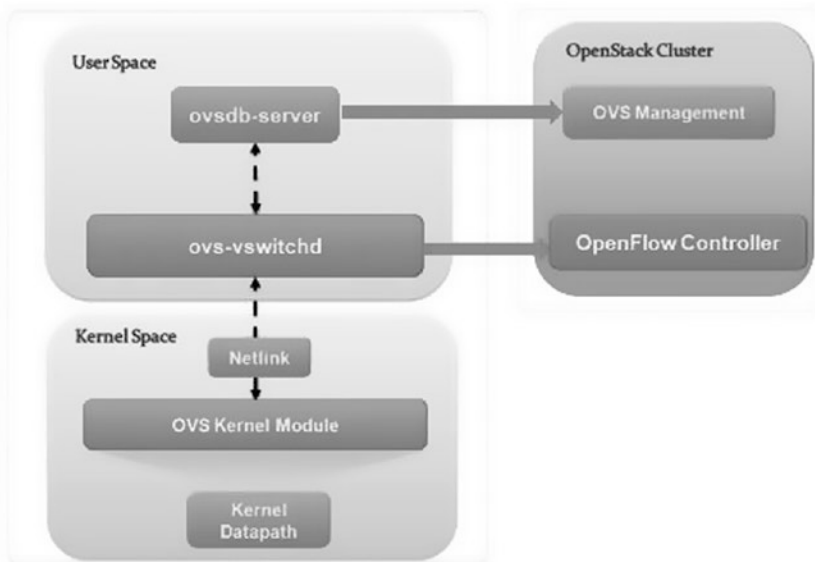 User Space
ovsdb-server
ovs-vswitchd
OpenStack Cluster
OVS Management
OpenFlow Controller
Kernel Space
Netlink
OVS Kernel Module
Kernel
Datapath